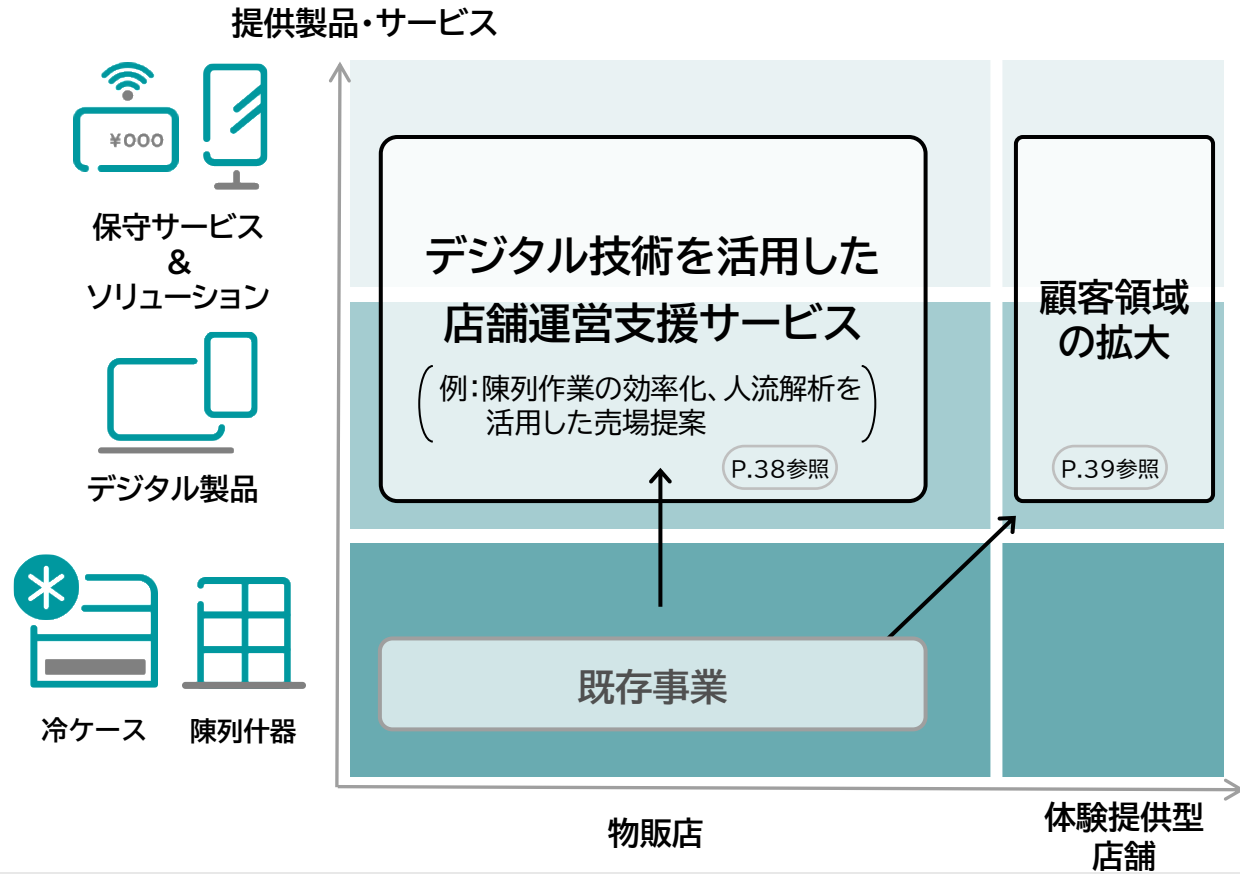 提供製品・サービス
¥000
保守サービス
&
ソリューション
デジタル製品
冷ケース
陳列什器
デジタル技術を活用した
店舗運営支援サービス
(例:陳列作業の効率化、人流解析を
活用した売場提案)
P.38参照
顧客領域
の拡大
P.39参照
既存事業
物販店
体験提供型
店舗